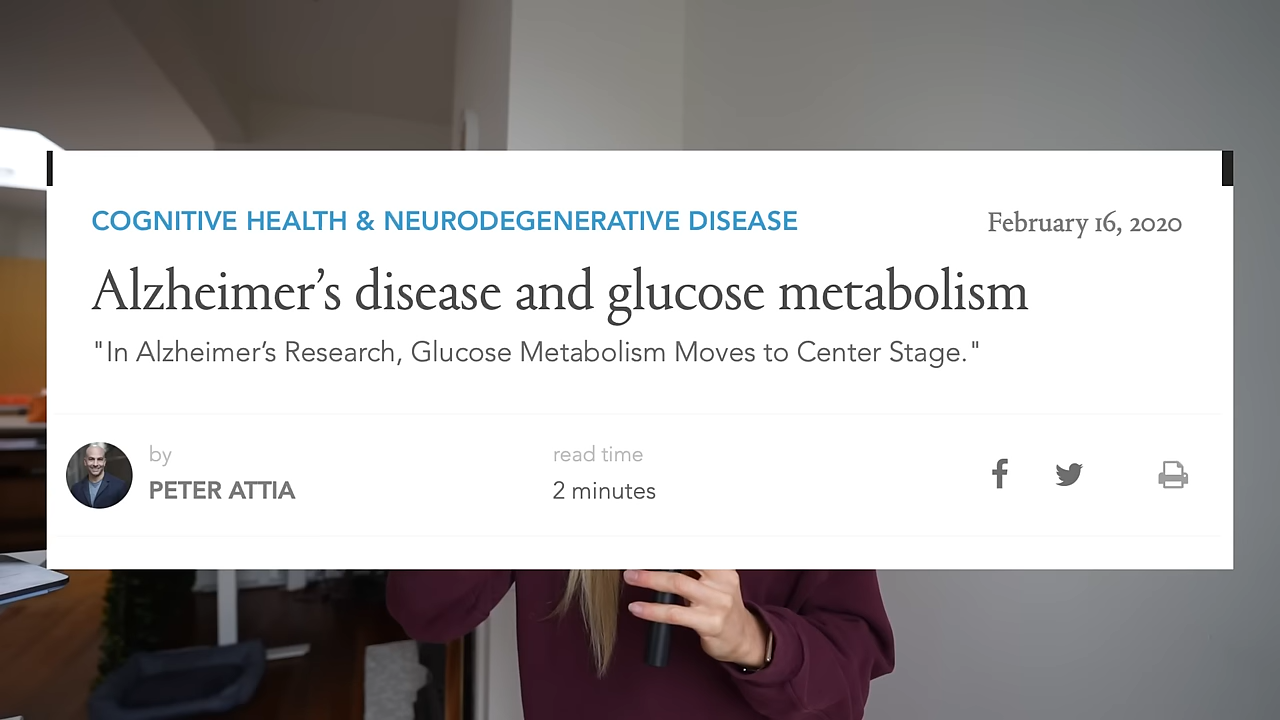 COGNITIVE HEALTH & NEURODEGENERATIVE DISEASE
February 16, 2020
Alzheimer’s disease and glucose metabolism
"In Alzheimer’s Research, Glucose Metabolism Moves to Center Stage."
by
PETER ATTIA
read time
2 minutes